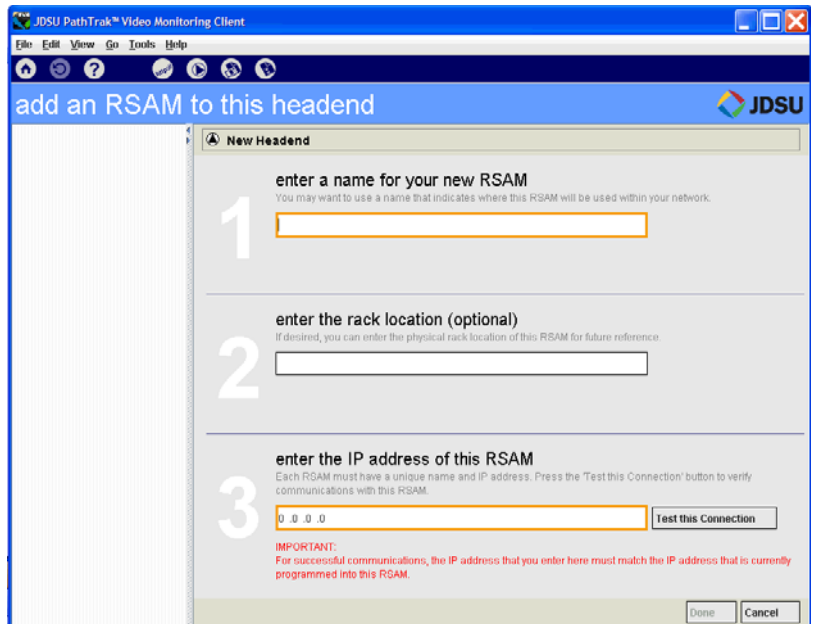 JDSU PathTrak™ Video Monitoring Client
File Edit View Go Tools Help
add an RSAM to this headend
JDSU
New Headend
1
enter a name for your new RSAM
You may want to use a name that indicates where this RSAM will be used within your network.
2
enter the rack location (optional)
If desired, you can enter the physical rack location of this RSAM for future reference.
3
enter the IP address of this RSAM
Each RSAM must have a unique name and IP address. Press the 'Test this Connection' button to verify
communications with this RSAM.
0 .0 .0 .0
Test this Connection
IMPORTANT:
For successful communications, the IP address that you enter here must match the IP address that is currently
programmed into this RSAM.
Done Cancel